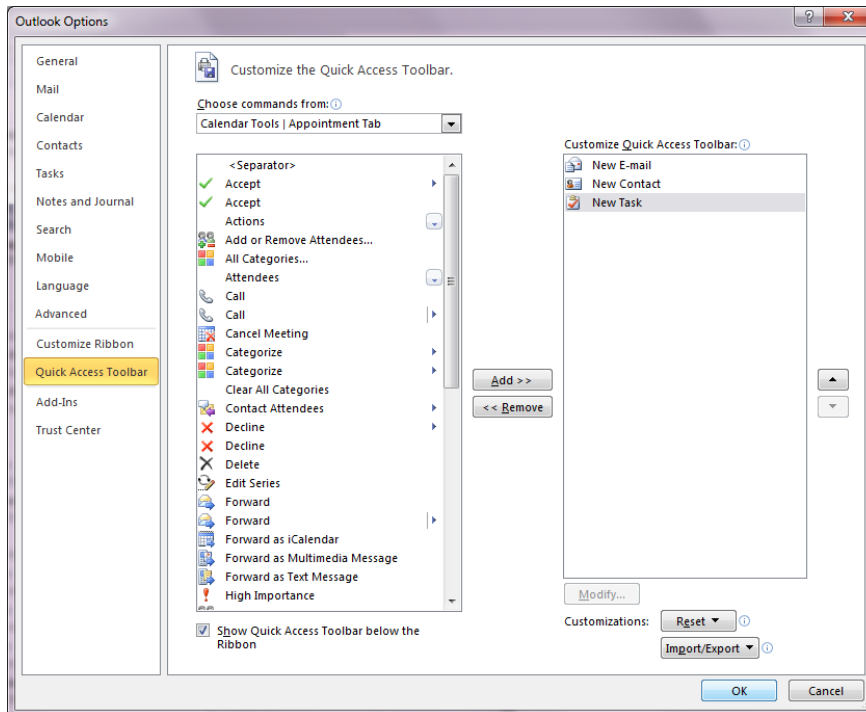 Outlook Options
General
Mail
Calendar
Contacts
Tasks
Notes and Journal
Search
Mobile
Language
Advanced
Customize Ribbon
Quick Access Toolbar
Add-Ins
Trust Center
Customize the Quick Access Toolbar.
Choose commands from:
Calendar Tools | Appointment Tab
<Separator>
Accept
Accept
Actions
Add or Remove Attendees...
All Categories...
Attendees
Call
Call
Cancel Meeting
Categorize
Categorize
Clear All Categories
Contact Attendees
Decline
Decline
Delete
Edit Series
Forward
Forward
Forward as iCalendar
Forward as Multimedia Message
Forward as Text Message
High Importance
Show Quick Access Toolbar below the
Ribbon
Add >>
<< Remove
Customize Quick Access Toolbar:
New E-mail
New Contact
New Task
Modify...
Customizations:
Reset
Import/Export
OK
Cancel